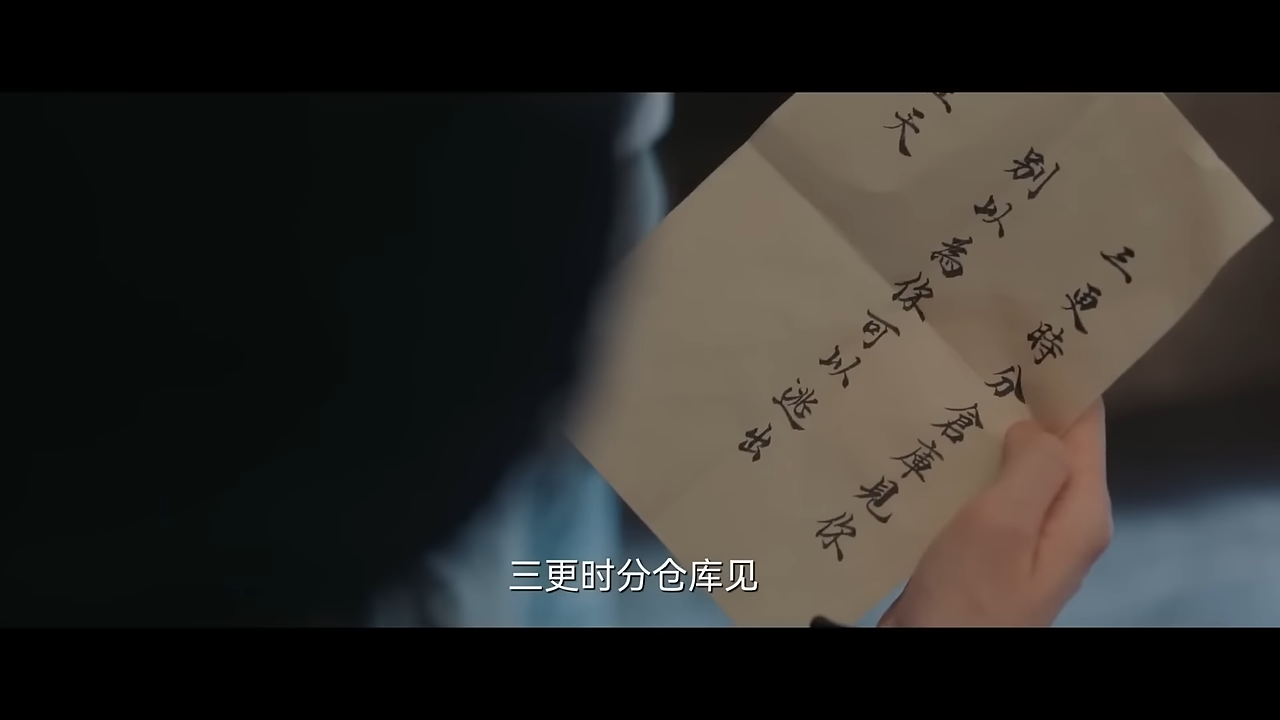 三更時分倉庫見你
別以為你可以逃出
天
三更时分仓库见